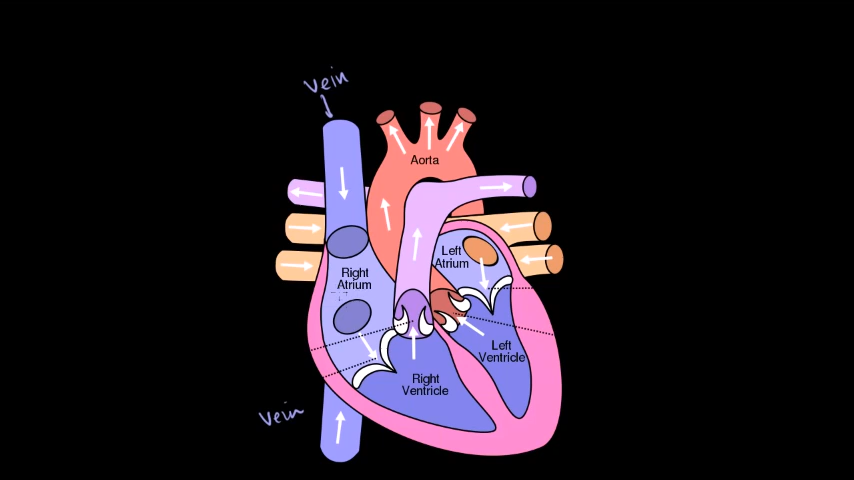 vein
Aorta
Left
Atrium
Right
Atrium
Left
Ventricle
Right
Ventricle
vein